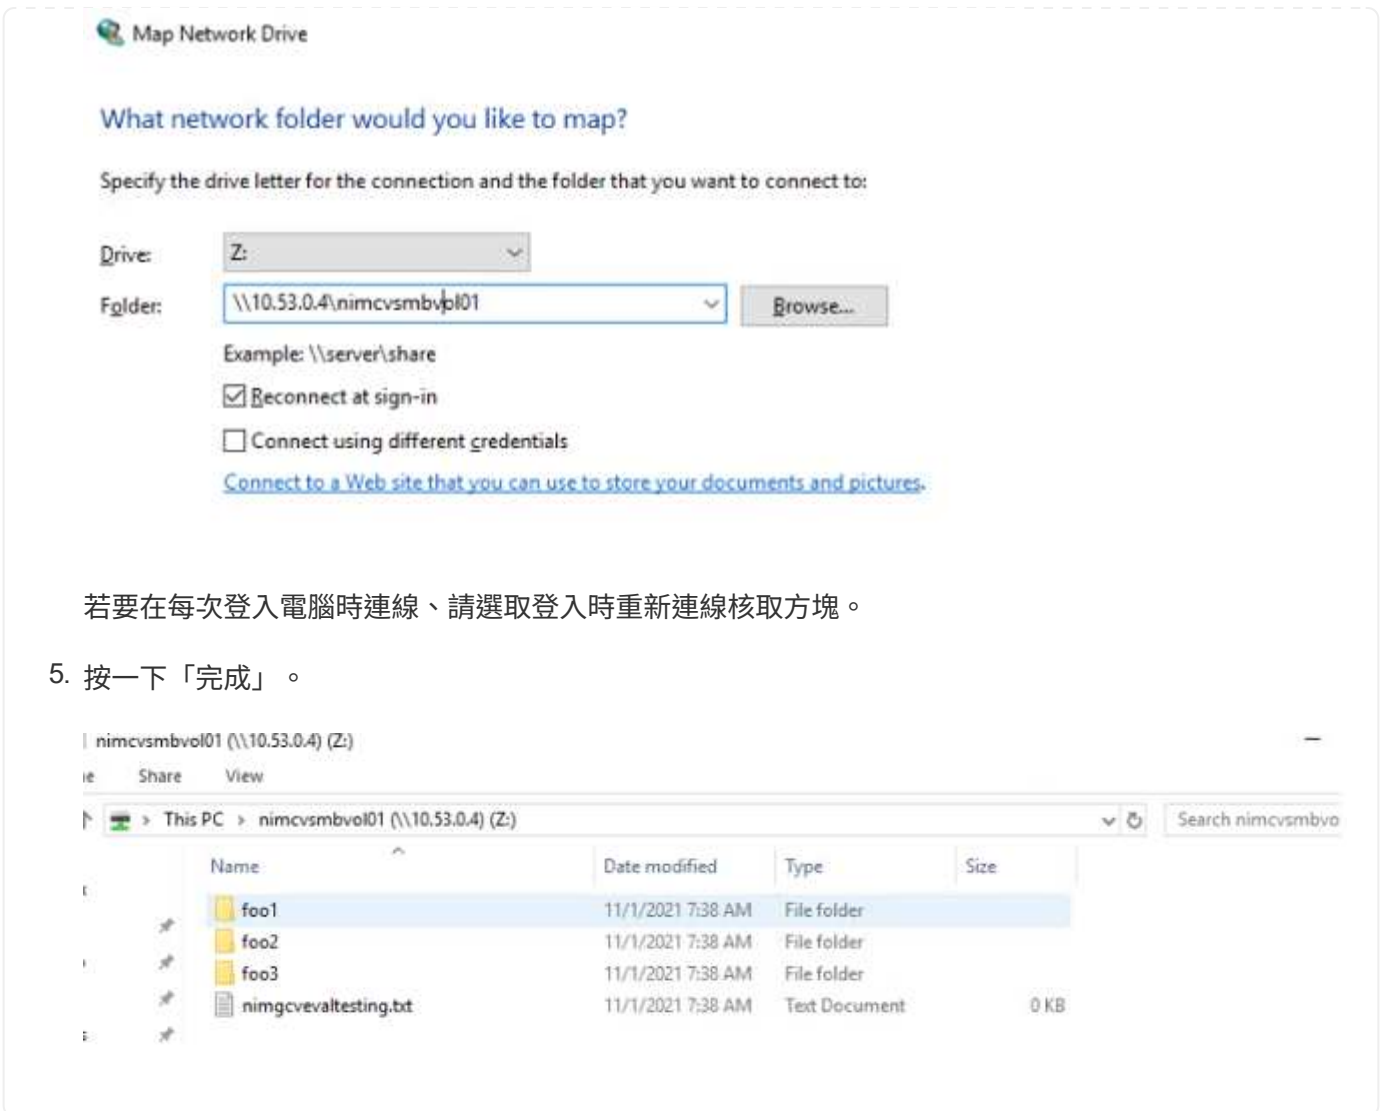 Map Network Drive
What network folder would you like to map?
Specify the drive letter for the connection and the folder that you want to connect to:
Drive: Z:
Folder: \\10.53.0.4\nimcvsmbvol01 Browse...
Example: \\server\share
Reconnect at sign-in
Connect using different credentials
Connect to a Web site that you can use to store your documents and pictures.
若要在每次登入電腦時連線、請選取登入時重新連線核取方塊。
5. 按一下「完成」。
nimcvsmbvol01 (\\10.53.0.4) (Z:)
Share View
This PC > nimcvsmbvol01 (\\10.53.0.4) (Z:) Search nimcvsmbvo
Name Date modified Type Size
foo1 11/1/2021 7:38 AM File folder
foo2 11/1/2021 7:38 AM File folder
foo3 11/1/2021 7:38 AM File folder
nimgcvevaltesting.txt 11/1/2021 7:38 AM Text Document 0 KB